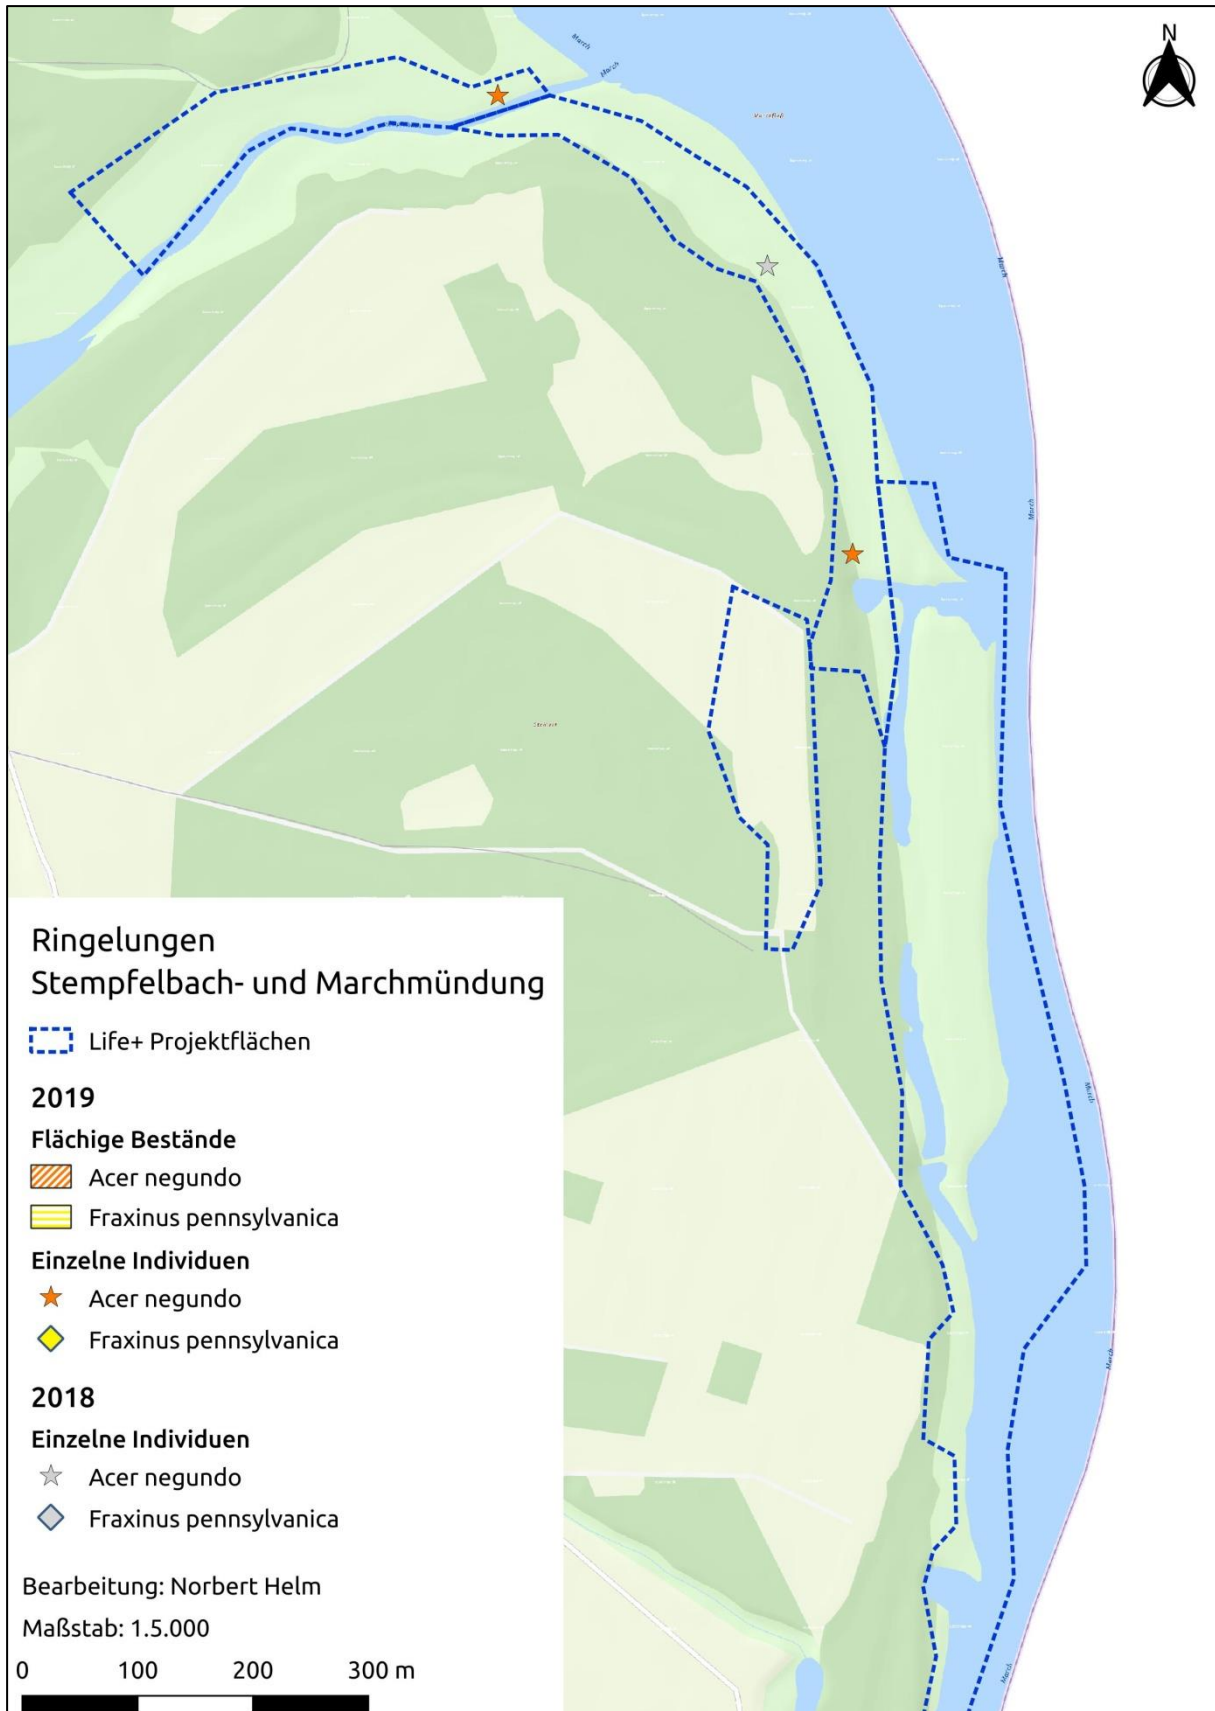 N
March
March
March
March
March
March
March
Ringelungen
Stempfelbach- und Marchmündung
Life+ Projektflächen
2019
Flächige Bestände
Acer negundo
Fraxinus pennsylvanica
Einzelne Individuen
Acer negundo
Fraxinus pennsylvanica
2018
Einzelne Individuen
Acer negundo
Fraxinus pennsylvanica
Bearbeitung: Norbert Helm
Maßstab: 1.5.000
0 100 200 300 m